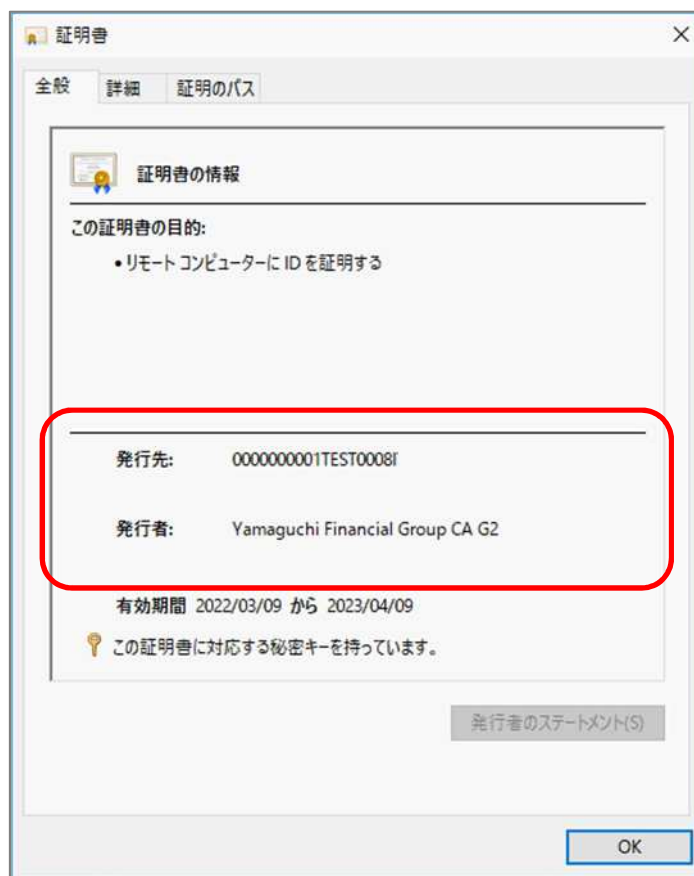 証明書
全般 詳細 証明のパス
証明書の情報
この証明書の目的:
• リモート コンピューターに ID を証明する
発行先: 0000000001TEST0008
発行者: Yamaguchi Financial Group CA G2
有効期間 2022/03/09 から 2023/04/09
この証明書に対応する秘密キーを持っています。
発行者のステートメント(S)
OK